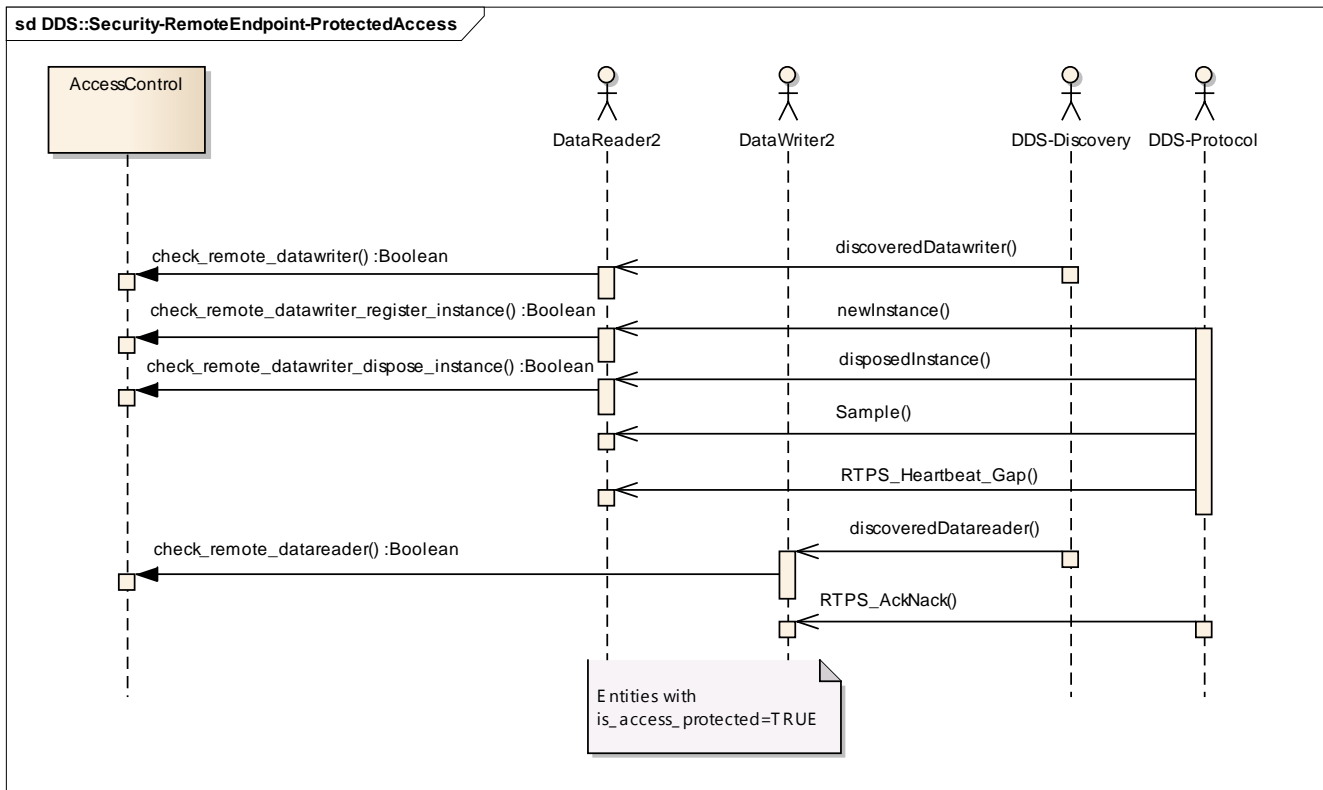 sd DDS::Security-RemoteEndpoint-ProtectedAccess
AccessControl
DataReader2
DataWriter2
DDS-Discovery
DDS-Protocol
check_remote_datawriter() :Boolean
discoveredDatawriter()
check_remote_datawriter_register_instance() :Boolean
newInstance()
check_remote_datawriter_dispose_instance() :Boolean
disposedInstance()
Sample()
RTPS_Heartbeat_Gap()
discoveredDatareader()
check_remote_datareader() :Boolean
RTPS_AckNack()
Entities with
is_access_protected=TRUE